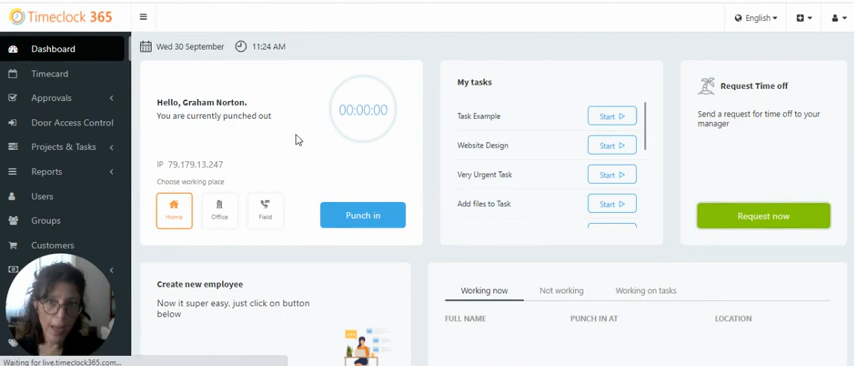 Timeclock 365
English
Dashboard
Wed 30 September
11:24 AM
Timecard
Approvals
Door Access Control
Projects & Tasks
Reports
Users
Groups
Customers
Hello, Graham Norton.
You are currently punched out
00:00:00
IP 79.179.13.247
Choose working place
Home
Office
Field
Punch in
My tasks
Task Example
Start
Website Design
Start
Very Urgent Task
Start
Add files to Task
Start
Request Time off
Send a request for time off to your
manager
Request now
Create new employee
Now it super easy, just click on button
below
Working now
Not working
Working on tasks
FULL NAME
PUNCH IN AT
LOCATION
Waiting for live.timeclock365.com...